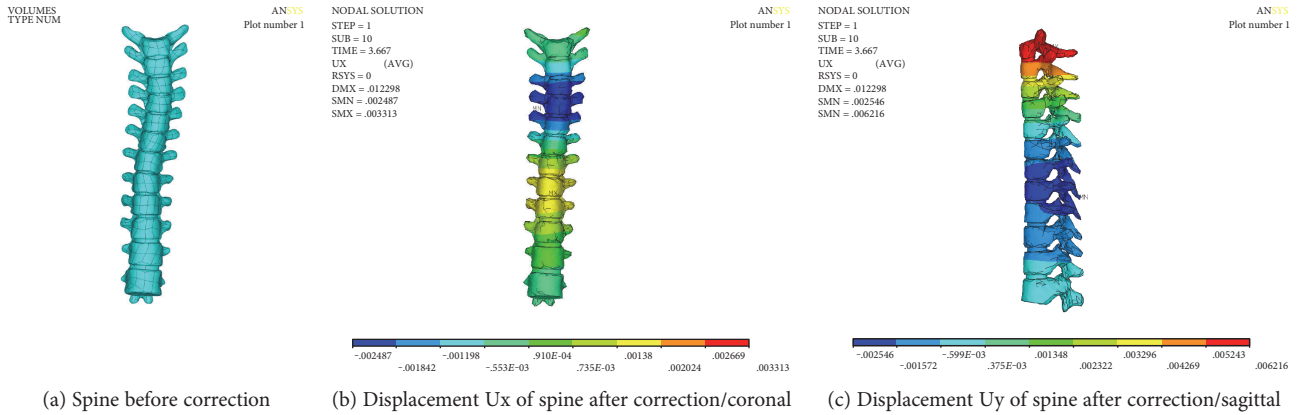 VOLUMES
TYPE NUM
ANSYS
Plot number 1
NODAL SOLUTION
STEP = 1
SUB = 10
TIME = 3.667
UX (AVG)
RSYS = 0
DMX = .012298
SMN = .002487
SMX = .003313
ANSYS
Plot number 1
MN
MX
-.002487 -.001198 .910E-04 .00138 .002669
-.001842 -.553E-03 .735E-03 .002024 .003313
NODAL SOLUTION
STEP = 1
SUB = 10
TIME = 3.667
UX (AVG)
RSYS = 0
DMX = .012298
SMN = .002546
SMN = .006216
ANSYS
Plot number 1
MX
MN
-.002546 -.599E-03 .001348 .003296 .005243
-.001572 .375E-03 .002322 .004269 .006216
(a) Spine before correction
(b) Displacement Ux of spine after correction/coronal
(c) Displacement Uy of spine after correction/sagittal